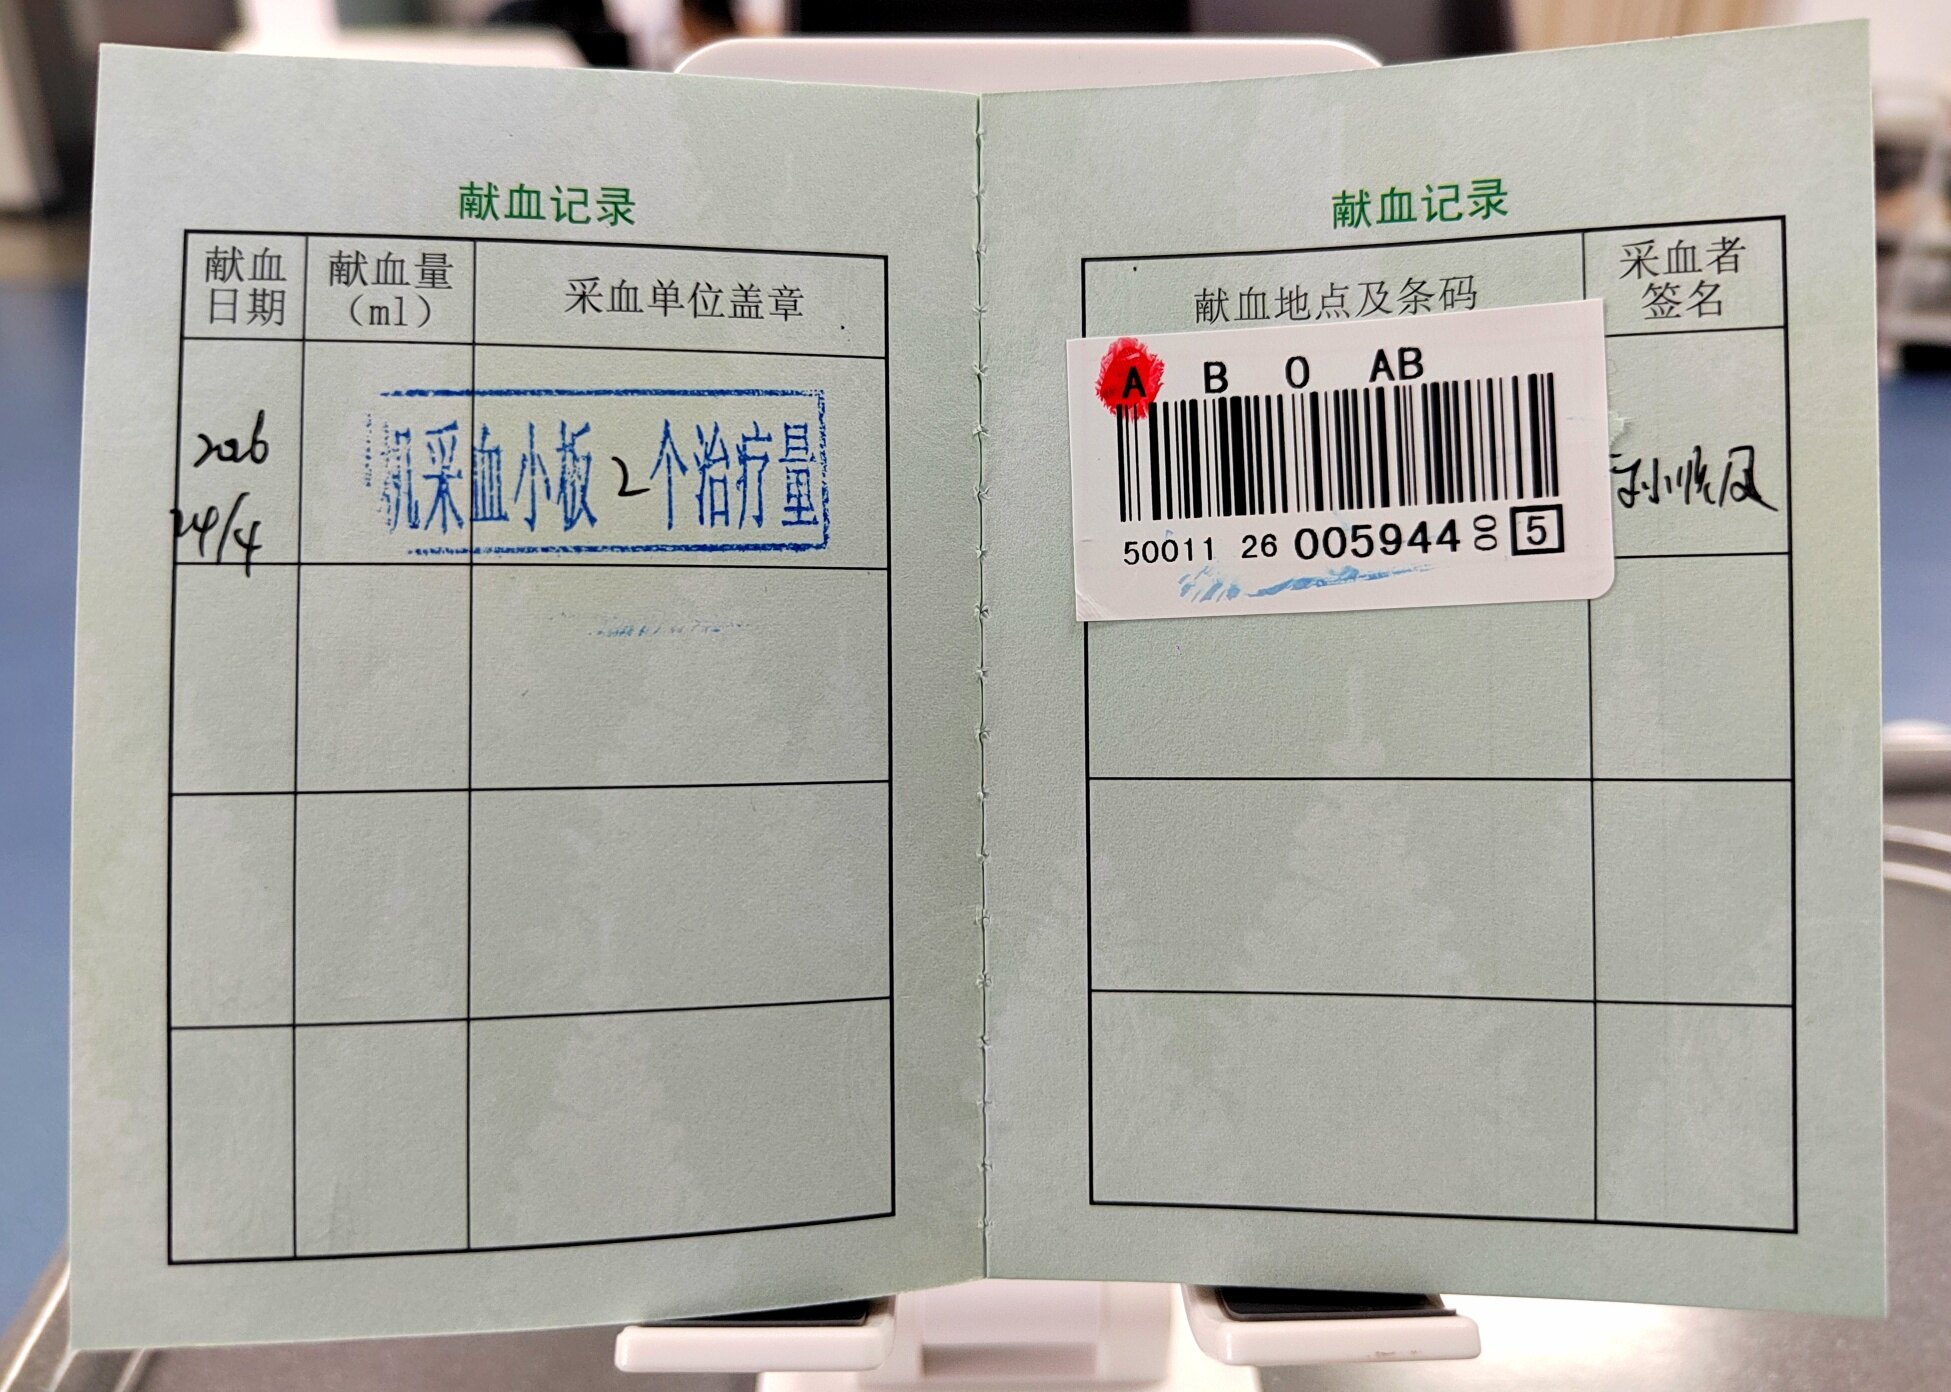 献血记录
献血
日期
献血量
(ml)
采血单位盖章
2026
24/4
机采血小板2个治疗量
献血记录
献血地点及条码
采血者
签名
A B O AB
50011 26 005944 00 5